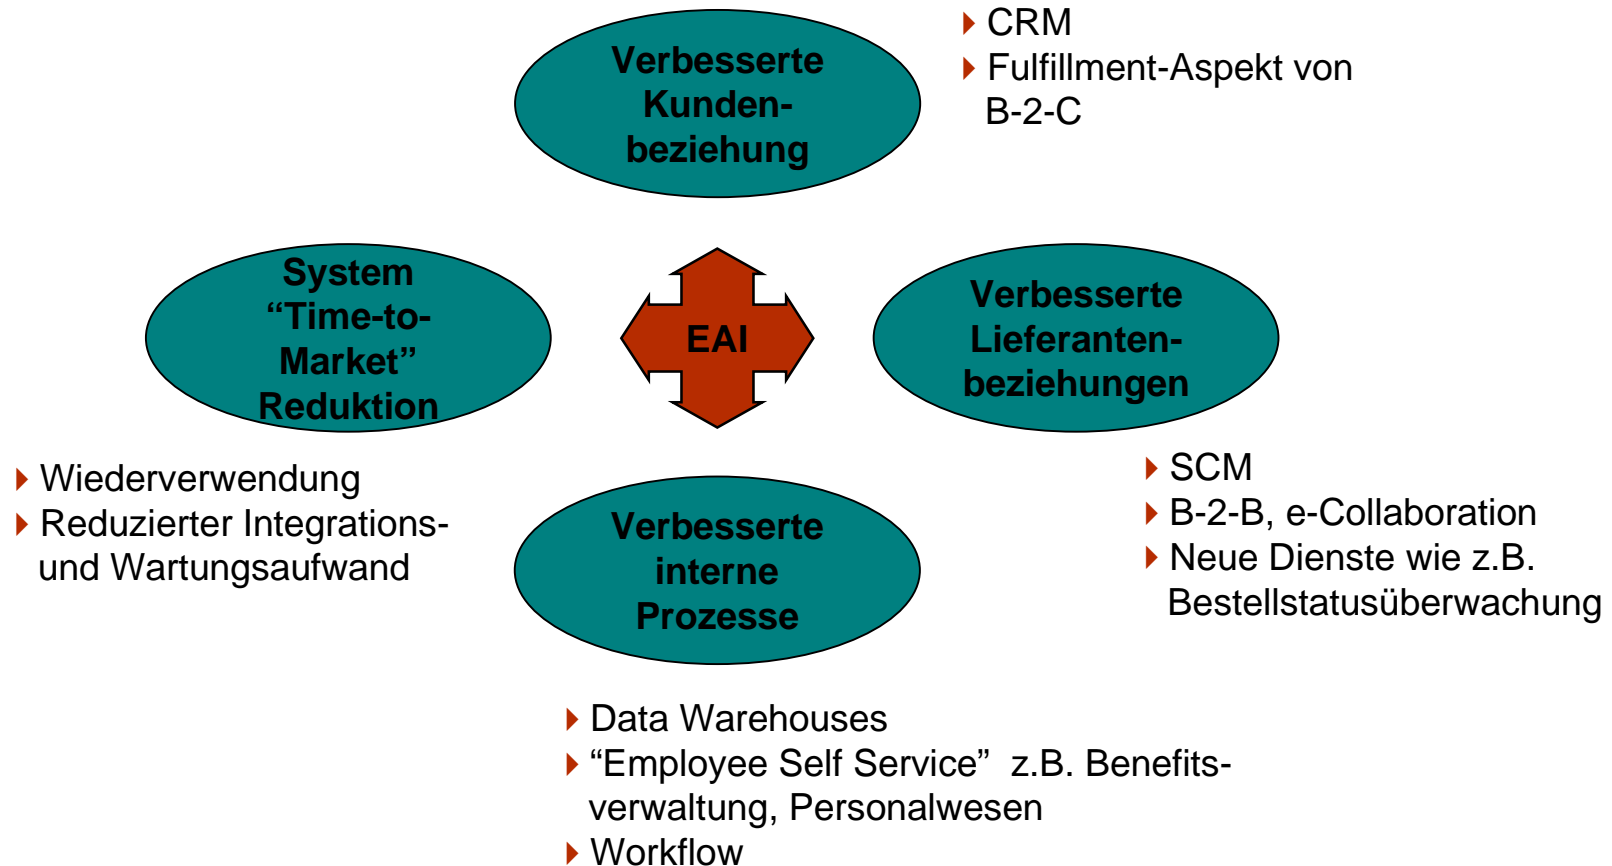 Verbesserte
Kunden-
beziehung
CRM
Fulfillment-Aspekt von
B-2-C
System
“Time-to-
Market”
Reduktion
EAI
Verbesserte
Lieferanten-
beziehungen
Wiederverwendung
Reduzierter Integrations-
und Wartungsaufwand
SCM
B-2-B, e-Collaboration
Neue Dienste wie z.B.
Bestellstatusüberwachung
Verbesserte
interne
Prozesse
Data Warehouses
“Employee Self Service” z.B. Benefits-
verwaltung, Personalwesen
Workflow